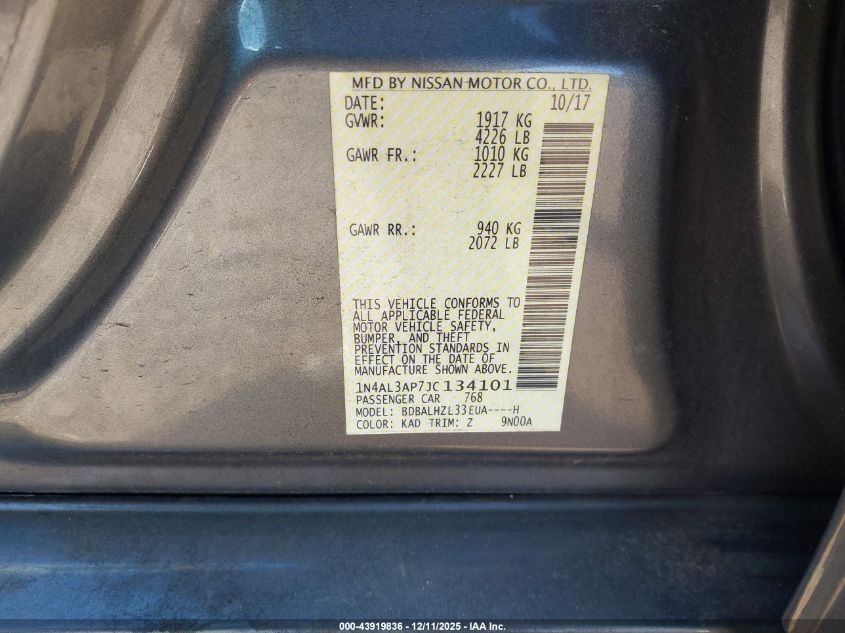 MFD BY NISSAN MOTOR CO., LTD.
DATE: 10/17
GVWR: 1917 KG
4226 LB
GAWR FR.: 1010 KG
2227 LB
GAWR RR.: 940 KG
2072 LB
THIS VEHICLE CONFORMS TO
ALL APPLICABLE FEDERAL
MOTOR VEHICLE SAFETY,
BUMPER, AND THEFT
PREVENTION STANDARDS IN
EFFECT ON THE DATE OF
MANUFACTURE SHOWN ABOVE.
1N4AL3AP7JC134101
PASSENGER CAR 768
MODEL: BDBALHZL33EUA----H
COLOR: KAD TRIM: Z 9N00A
000-43919836 - 12/11/2025 - IAA Inc.